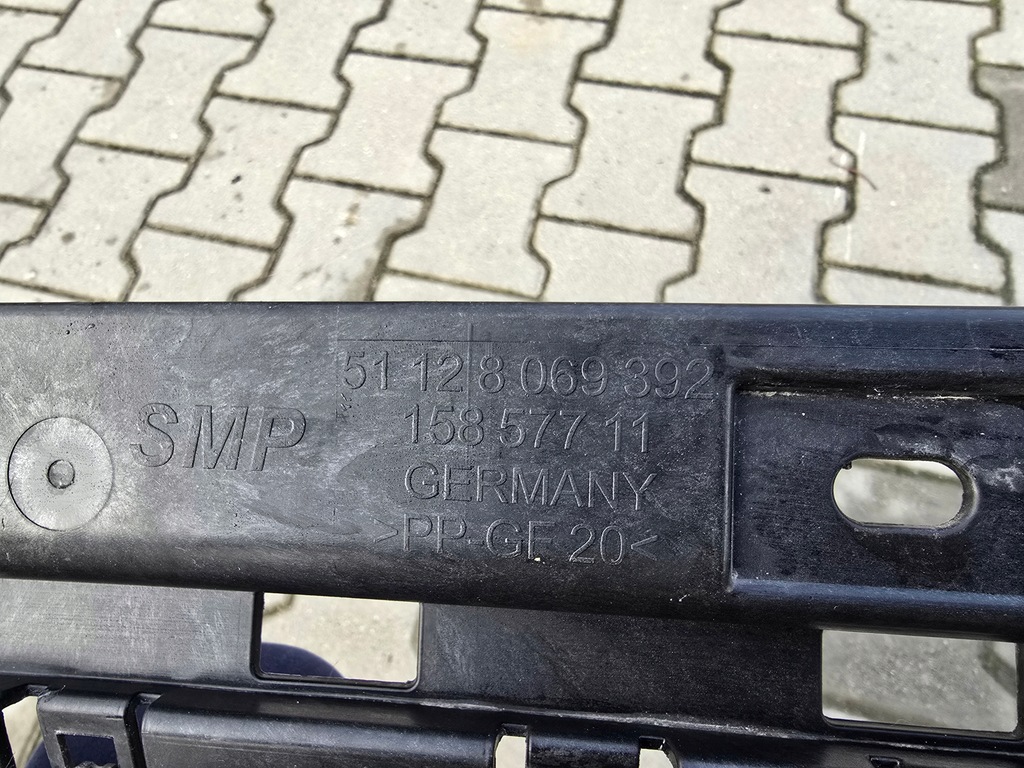 51 12 8 069 392
SMP
158 577 11
GERMANY
>PP-GF 20<